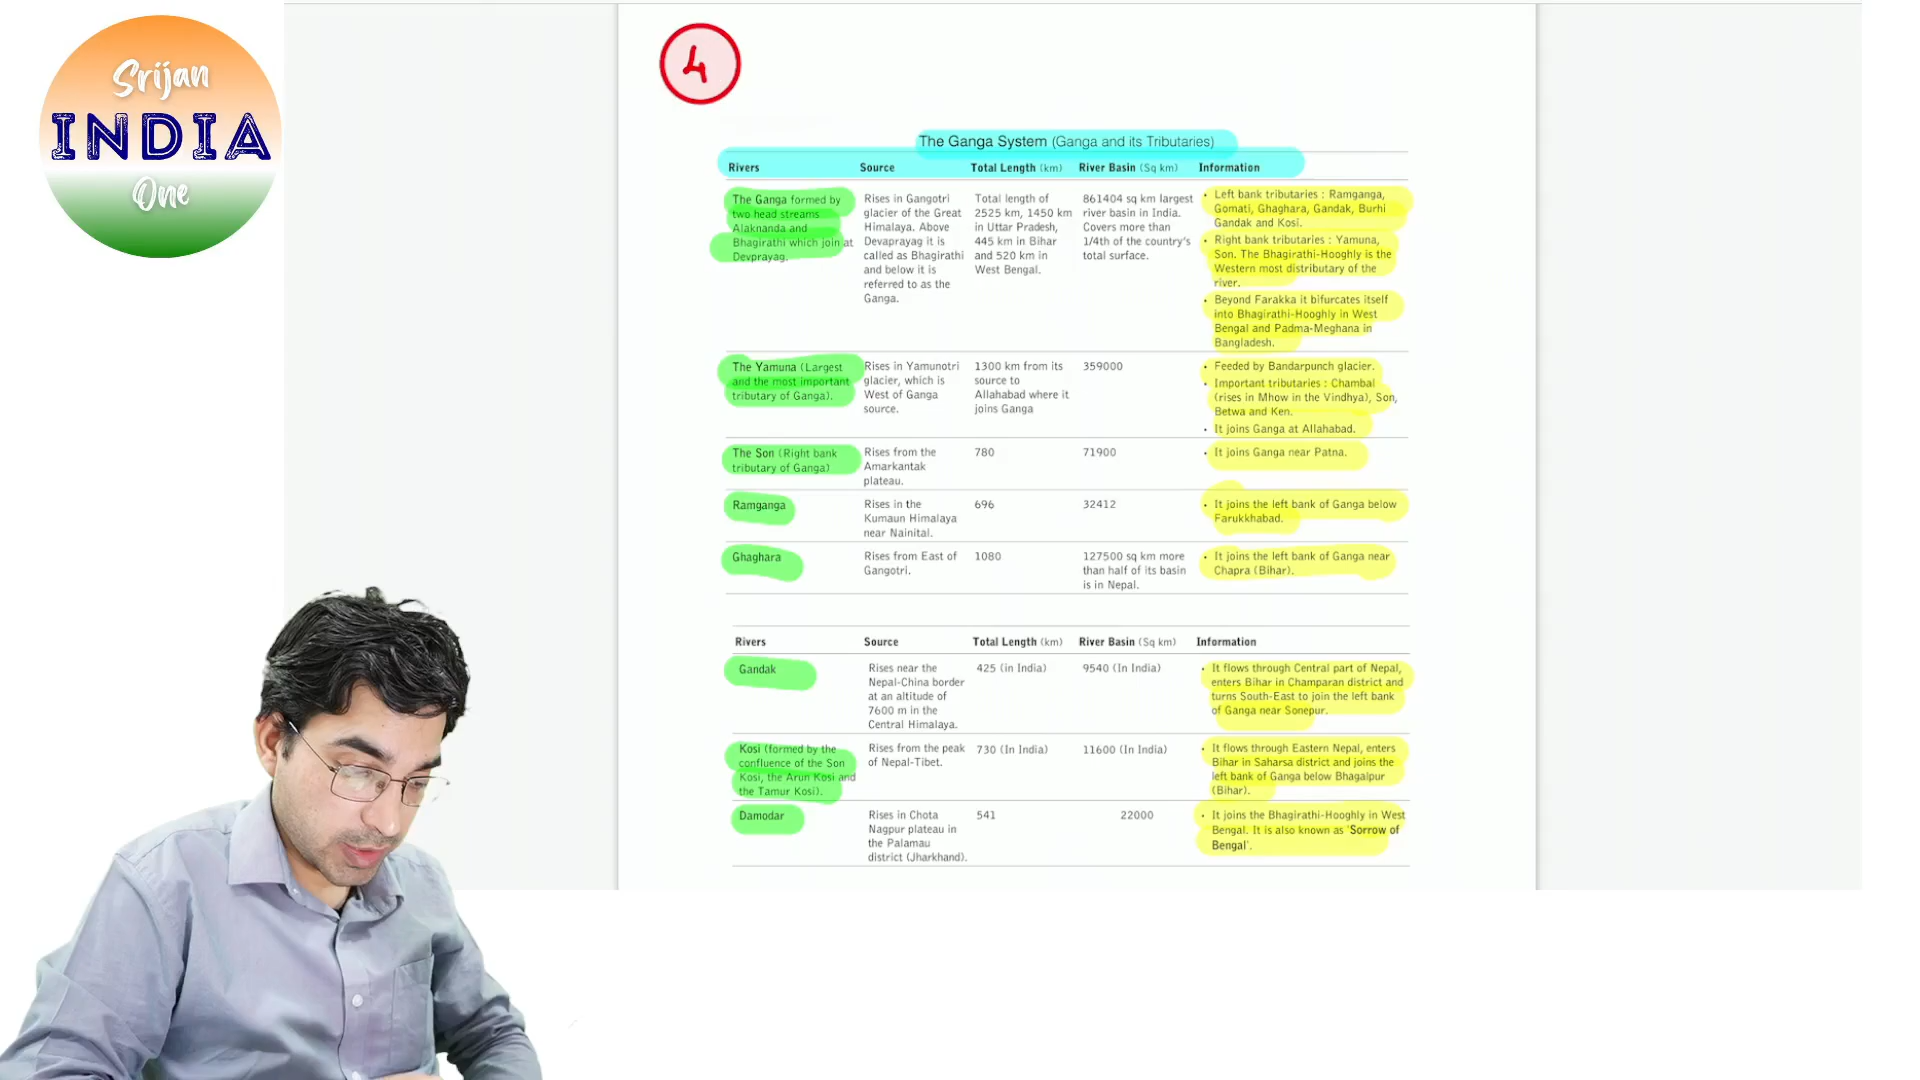 Srijan
INDIA
One
4
The Ganga System (Ganga and its Tributaries)
Rivers Source Total Length (km) River Basin (Sq km) Information
The Ganga formed by
two head streams
Alaknanda and
Bhagirathi which join at
Devprayag.
Rises in Gangotri
glacier of the Great
Himalaya. Above
Devaprayag it is
called as Bhagirathi
and below it is
referred to as the
Ganga.
Total length of
2525 km, 1450 km
in Uttar Pradesh,
445 km in Bihar
and 520 km in
West Bengal.
861404 sq km largest
river basin in India.
Covers more than
1/4th of the country's
total surface.
• Left bank tributaries : Ramganga,
Gomati, Ghaghara, Gandak, Burhi
Gandak and Kosi.
• Right bank tributaries : Yamuna,
Son. The Bhagirathi-Hooghly is the
Western most distributary of the
river.
• Beyond Farakka it bifurcates itself
into Bhagirathi-Hooghly in West
Bengal and Padma-Meghana in
Bangladesh.
The Yamuna (Largest
and the most important
tributary of Ganga).
Rises in Yamunotri
glacier, which is
West of Ganga
source.
1300 km from its
source to
Allahabad where it
joins Ganga
359000
• Feeded by Bandarpunch glacier.
• Important tributaries : Chambal
(rises in Mhow in the Vindhya), Son,
Betwa and Ken.
• It joins Ganga at Allahabad.
The Son (Right bank
tributary of Ganga)
Rises from the
Amarkantak
plateau.
780
71900
• It joins Ganga near Patna.
Ramganga
Rises in the
Kumaun Himalaya
near Nainital.
696
32412
• It joins the left bank of Ganga below
Farukkhabad.
Ghaghara
Rises from East of
Gangotri.
1080
127500 sq km more
than half of its basin
is in Nepal.
• It joins the left bank of Ganga near
Chapra (Bihar).
Rivers Source Total Length (km) River Basin (Sq km) Information
Gandak
Rises near the
Nepal-China border
at an altitude of
7600 m in the
Central Himalaya.
425 (in India)
9540 (In India)
• It flows through Central part of Nepal,
enters Bihar in Champaran district and
turns South-East to join the left bank
of Ganga near Sonepur.
Kosi (formed by the
confluence of the Son
Kosi, the Arun Kosi and
the Tamur Kosi).
Rises from the peak
of Nepal-Tibet.
730 (In India)
11600 (In India)
• It flows through Eastern Nepal, enters
Bihar in Saharsa district and joins the
left bank of Ganga below Bhagalpur
(Bihar).
Damodar
Rises in Chota
Nagpur plateau in
the Palamau
district (Jharkhand).
541
22000
• It joins the Bhagirathi-Hooghly in West
Bengal. It is also known as 'Sorrow of
Bengal'.